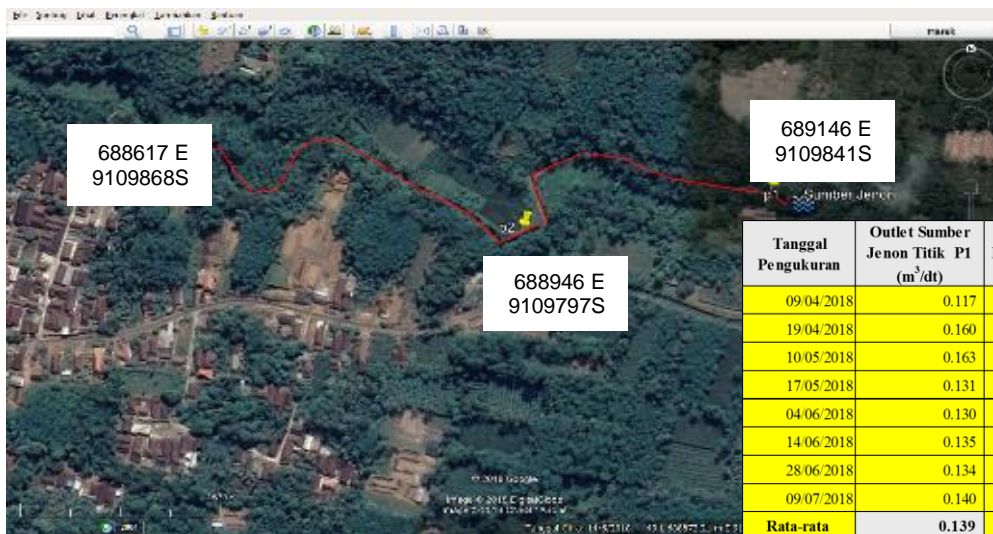 masuk
688617 E
9109868S
689146 E
9109841S
p1
Sumber Jenon
p2
688946 E
9109797S
Tanggal
Pengukuran
Outlet Sumber
Jenon Titik P1
(m³/dt)
09/04/2018 0.117
19/04/2018 0.160
10/05/2018 0.163
17/05/2018 0.131
04/06/2018 0.130
14/06/2018 0.135
28/06/2018 0.134
09/07/2018 0.140
Rata-rata 0.139
© 2018 Google
Image © 2018 DigitalGlobe